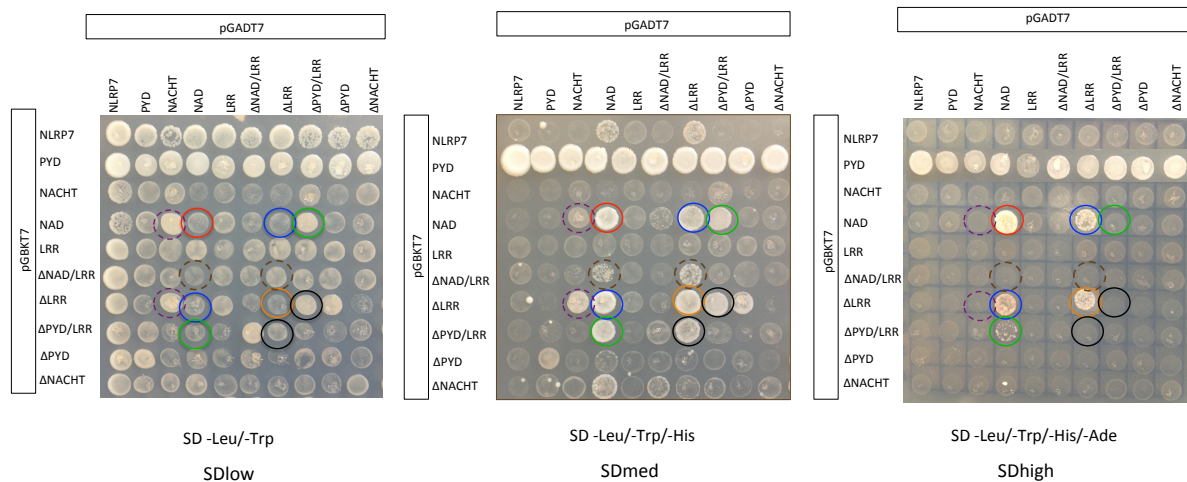 pGADT7
NLRP7 PYD NACHT NAD LRR ΔNAD/LRR ΔLRR ΔPYD/LRR ΔPYD ΔNACHT
pGBKT7
NLRP7
PYD
NACHT
NAD
LRR
ΔNAD/LRR
ΔLRR
ΔPYD/LRR
ΔPYD
ΔNACHT
SD -Leu/-Trp
SDlow
pGADT7
NLRP7 PYD NACHT NAD LRR ΔNAD/LRR ΔLRR ΔPYD/LRR ΔPYD ΔNACHT
pGBKT7
NLRP7
PYD
NACHT
NAD
LRR
ΔNAD/LRR
ΔLRR
ΔPYD/LRR
ΔPYD
ΔNACHT
SD -Leu/-Trp/-His
SDmed
pGADT7
NLRP7 PYD NACHT NAD LRR ΔNAD/LRR ΔLRR ΔPYD/LRR ΔPYD ΔNACHT
pGBKT7
NLRP7
PYD
NACHT
NAD
LRR
ΔNAD/LRR
ΔLRR
ΔPYD/LRR
ΔPYD
ΔNACHT
SD -Leu/-Trp/-His/-Ade
SDhigh